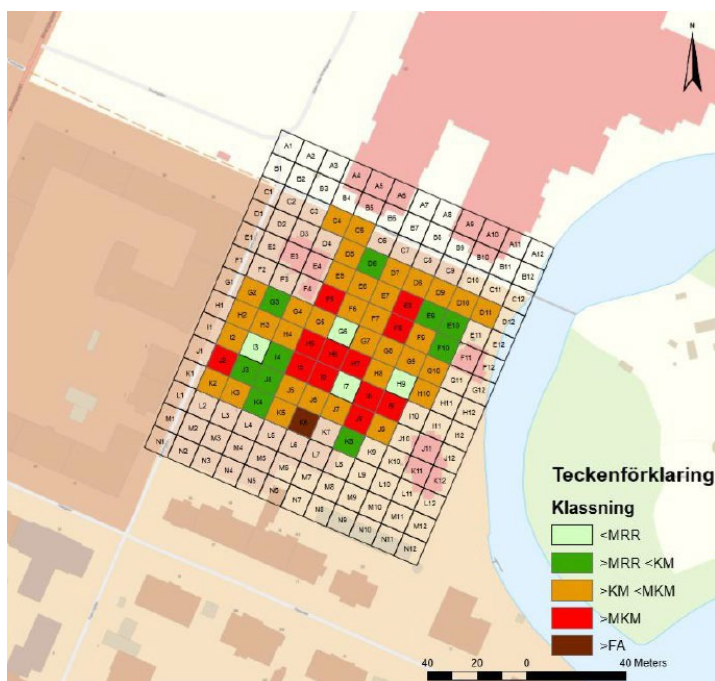 N
A1 A2 A3 A4 A5 A6 A7 A8 A9 A10 A11 A12
B1 B2 B3 B4 B5 B6 B7 B8 B9 B10 B11 B12
C1 C2 C3 C4 C5 C6 C7 C8 C9 C10 C11 C12
D1 D2 D3 D4 D5 D6 D7 D8 D9 D10 D11 D12
E1 E2 E3 E4 E5 E6 E7 E8 E9 E10 E11 E12
F1 F2 F3 F4 F5 F6 F7 F8 F9 F10 F11 F12
G1 G2 G3 G4 G5 G6 G7 G8 G9 G10 G11 G12
H1 H2 H3 H4 H5 H6 H7 H8 H9 H10 H11 H12
I1 I2 I3 I4 I5 I6 I7 I8 I9 I10 I11 I12
J1 J2 J3 J4 J5 J6 J7 J8 J9 J10 J11 J12
K1 K2 K3 K4 K5 K6 K7 K8 K9 K10 K11 K12
L1 L2 L3 L4 L5 L6 L7 L8 L9 L10 L11 L12
M1 M2 M3 M4 M5 M6 M7 M8 M9 M10 M11 M12
N1 N2 N3 N4 N5 N6 N7 N8 N9 N10 N11 N12
Teckenförklaring
Klassning
<MRR
>MRR <KM
>KM <MKM
>MKM
>FA
40 20 0 40 Meters